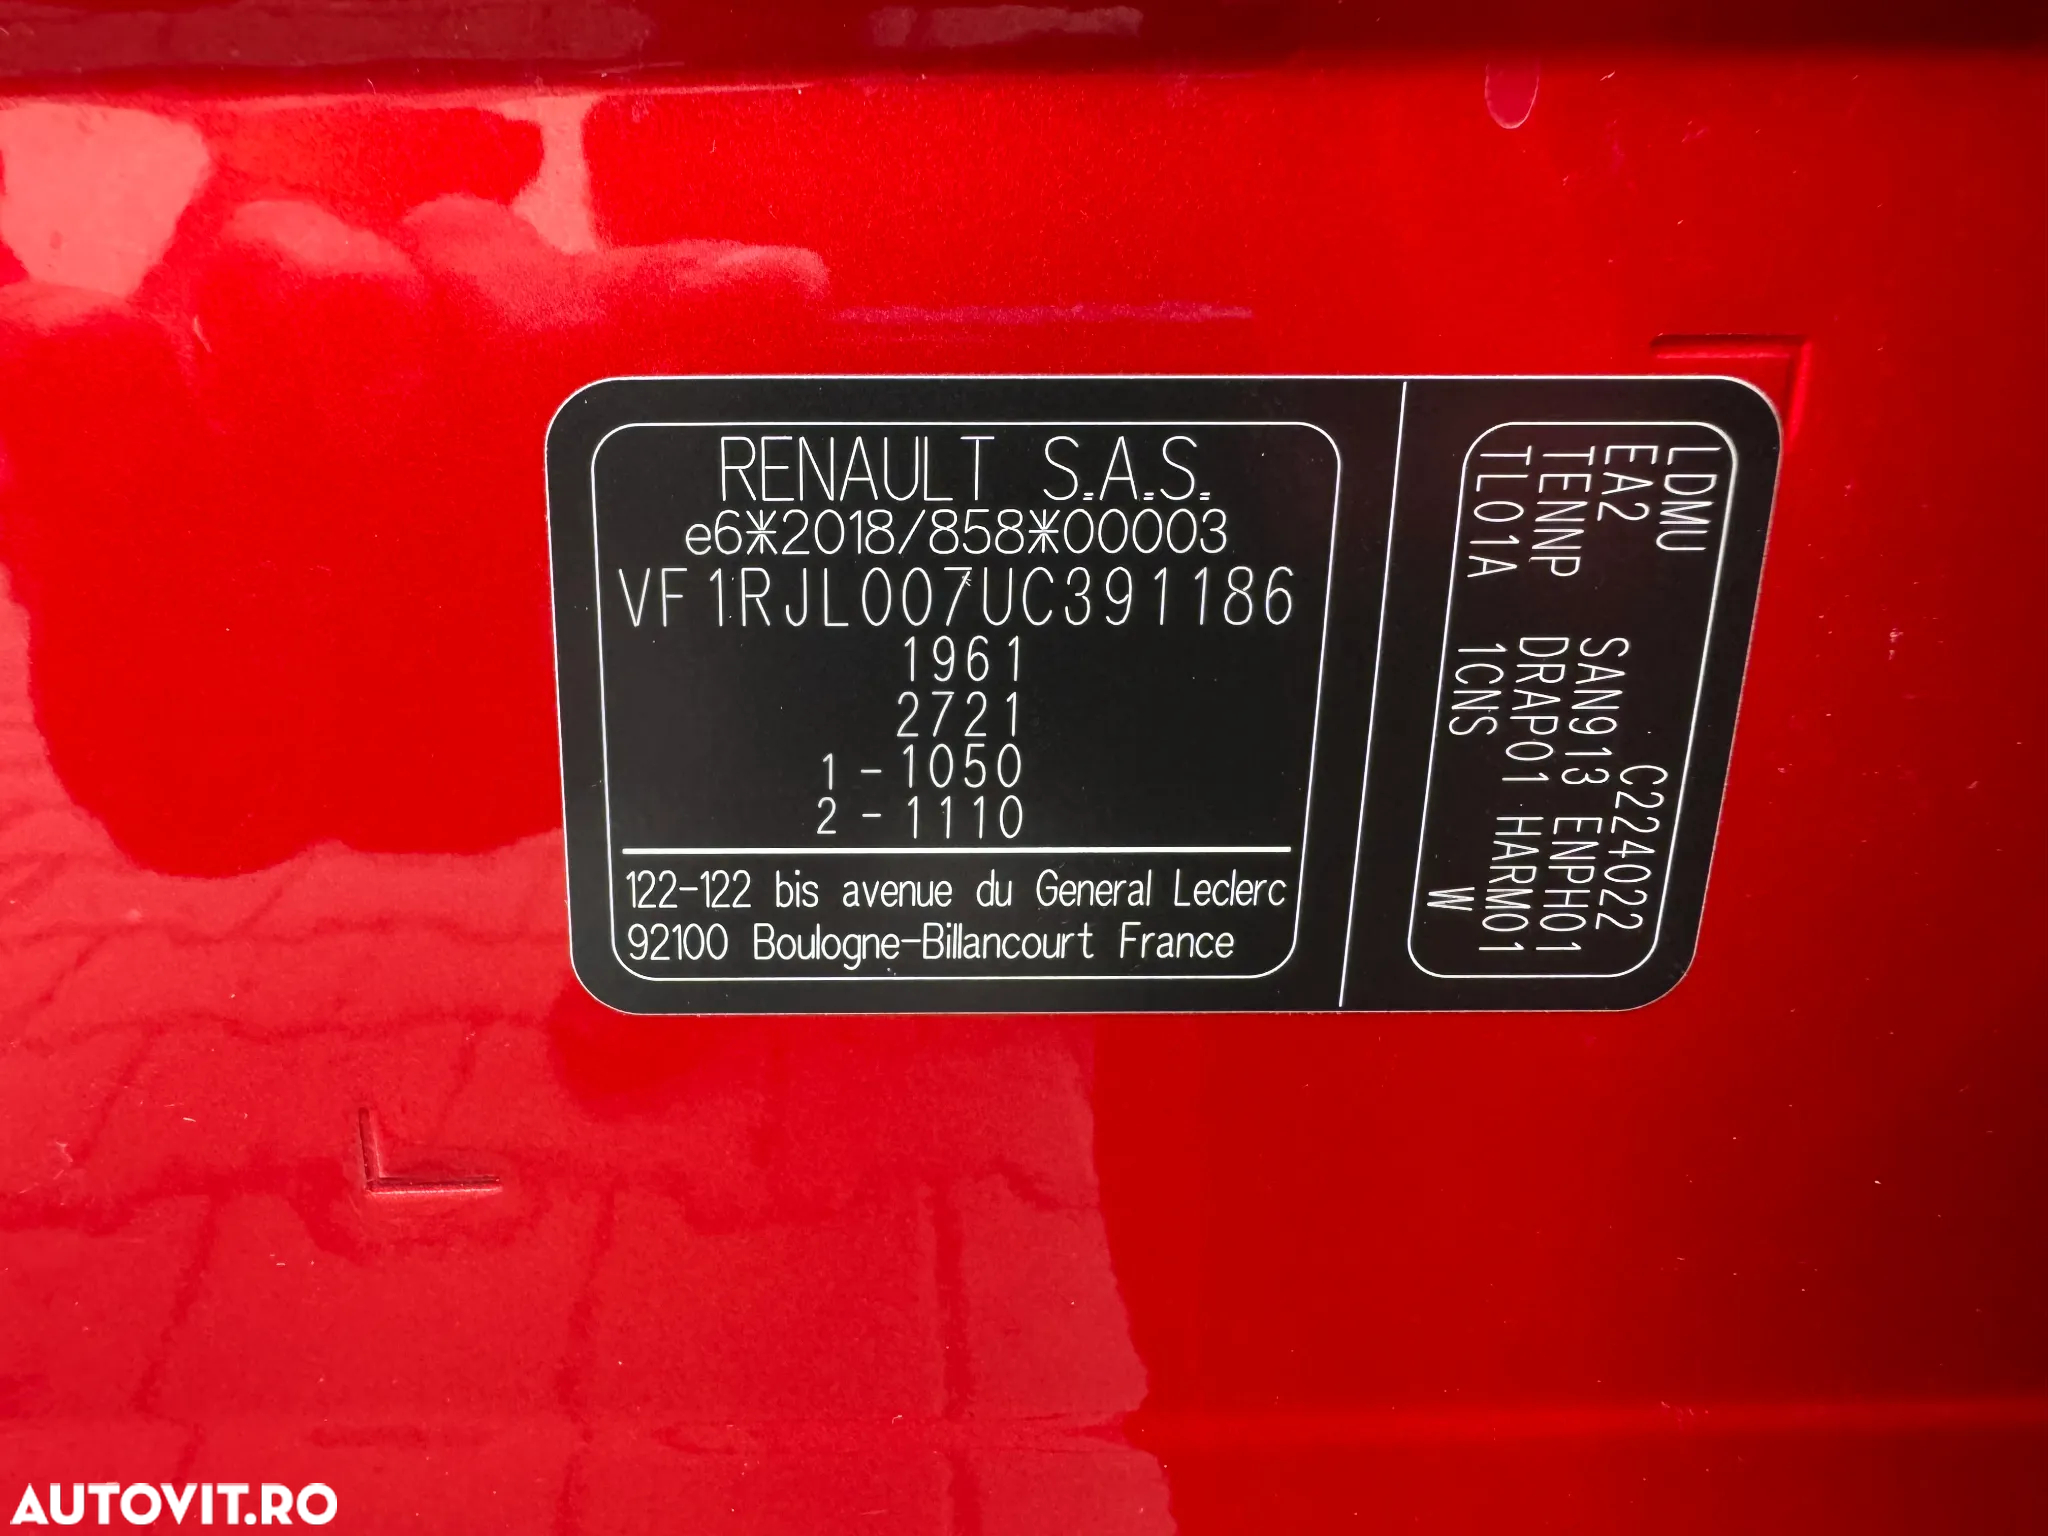 RENAULT S.A.S.
e6*2018/858*00003
VF1RJL007UC391186
1961
2721
1 - 1050
2 - 1110
122-122 bis avenue du General Leclerc
92100 Boulogne-Billancourt France
LDMU C224022
EA2 SAN913 ENPH01
TENNP DRAP01 HARM01
TL01A 1CNS W
AUTOVIT.RO